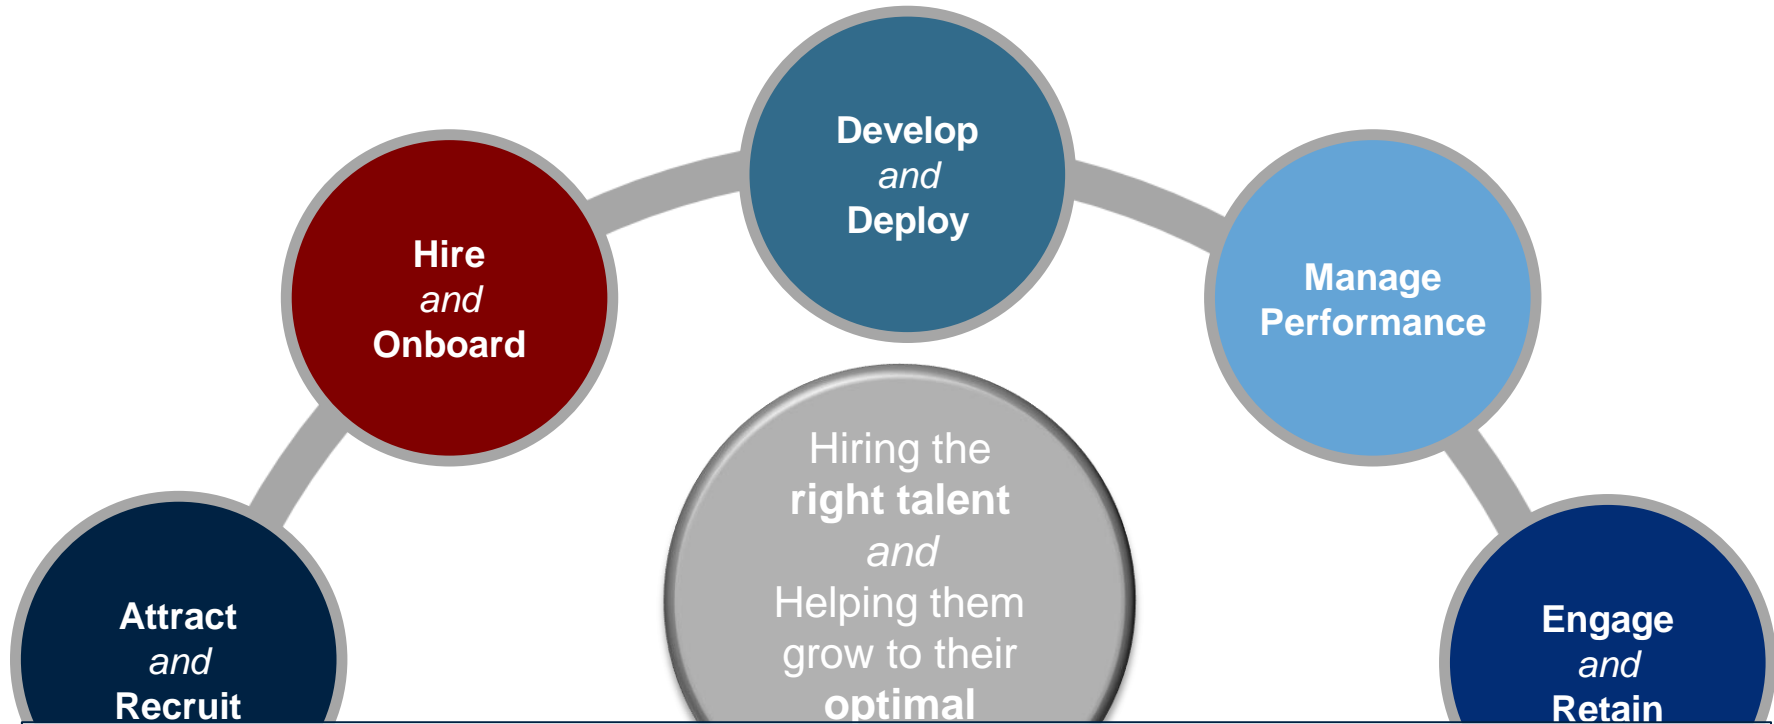 Attract
and
Recruit
Hire
and
Onboard
Develop
and
Deploy
Manage
Performance
Engage
and
Retain
Hiring the
right talent
and
Helping them
grow to their
optimal